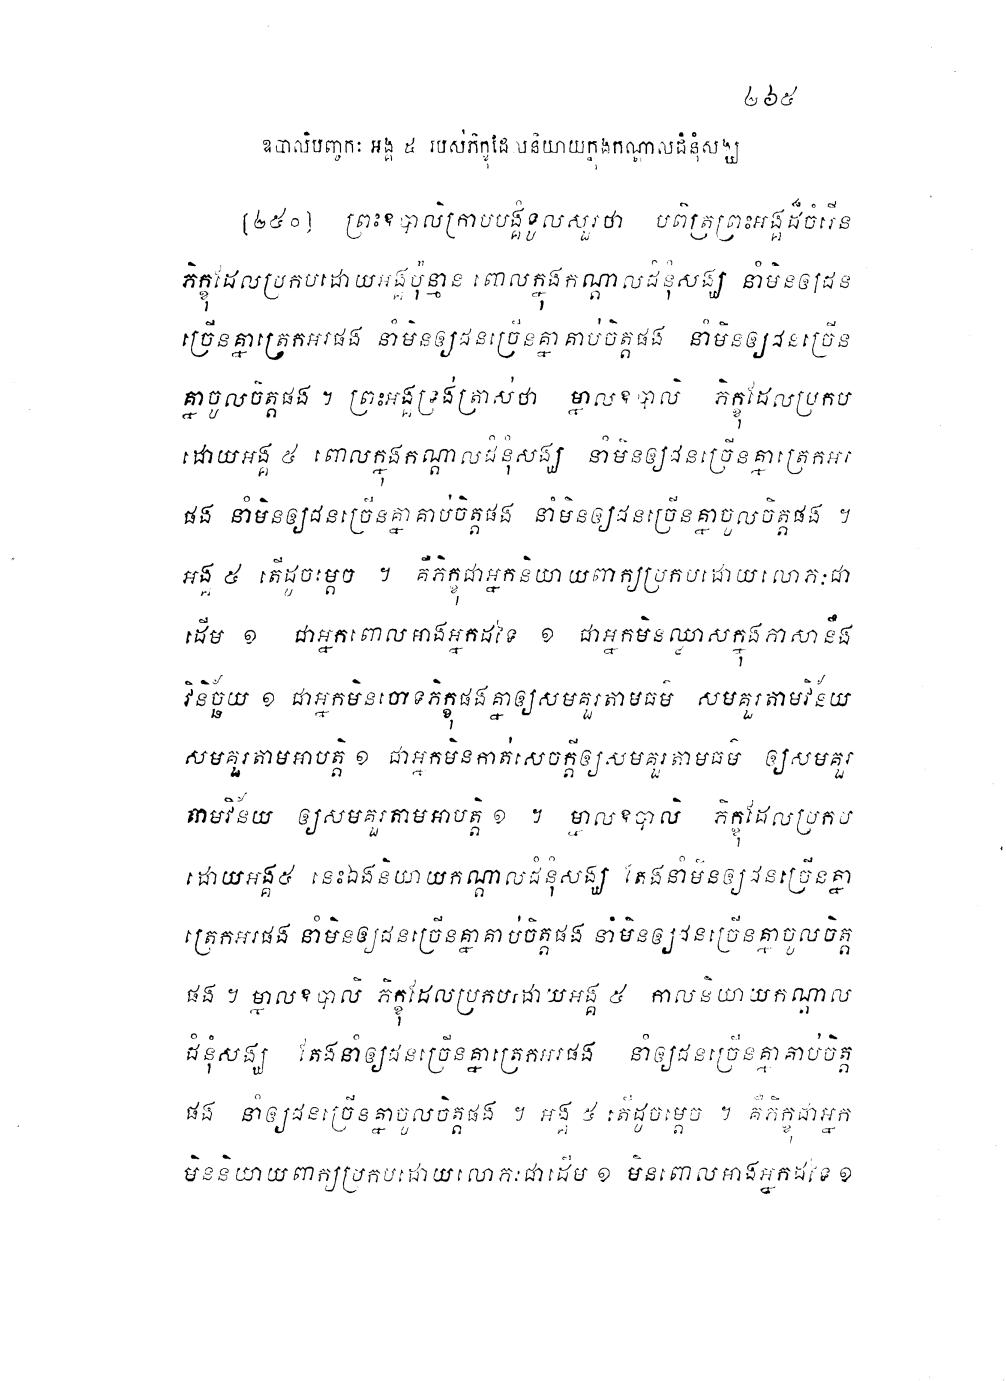 ២៦៥
ឧបាលិបញ្ចកៈ អង្គ ៥ របស់ភិក្ខុដែលនិយាយក្នុងកណ្តាលជំនុំសង្ឃ
[២៥០] ព្រះឧបាលិក្រាបបង្គំទូលសួរថា បពិត្រព្រះអង្គដ៏ចំរើន
ភិក្ខុដែលប្រកបដោយអង្គប៉ុន្មាន ពោលក្នុងកណ្តាលជំនុំសង្ឃ នាំមិនឲ្យជន
ច្រើនគ្នាត្រេកអរផង នាំមិនឲ្យជនច្រើនគ្នាគាប់ចិត្តផង នាំមិនឲ្យជនច្រើន
គ្នាចូលចិត្តផង ។ ព្រះអង្គទ្រង់ត្រាស់ថា ម្នាលឧបាលិ ភិក្ខុដែលប្រកប
ដោយអង្គ ៥ ពោលក្នុងកណ្តាលជំនុំសង្ឃ នាំមិនឲ្យជនច្រើនគ្នាត្រេកអរ
ផង នាំមិនឲ្យជនច្រើនគ្នាគាប់ចិត្តផង នាំមិនឲ្យជនច្រើនគ្នាចូលចិត្តផង ។
អង្គ ៥ តើដូចម្តេច ។ គឺភិក្ខុជាអ្នកនិយាយពាក្យប្រកបដោយលោភៈជា
ដើម ១ ជាអ្នកពោលអាងអ្នកដទៃ ១ ជាអ្នកមិនឈ្លាសក្នុងភាសានឹង
វិនិច្ឆ័យ ១ ជាអ្នកមិនចោទភិក្ខុផងគ្នាឲ្យសមគួរតាមធម៌ សមគួរតាមវិន័យ
សមគួរតាមអាបត្តិ ១ ជាអ្នកមិនកាត់សេចក្តីឲ្យសមគួរតាមធម៌ ឲ្យសមគួរ
តាមវិន័យ ឲ្យសមគួរតាមអាបត្តិ ១ ។ ម្នាលឧបាលិ ភិក្ខុដែលប្រកប
ដោយអង្គ៥ នេះឯងនិយាយកណ្តាលជំនុំសង្ឃ តែងនាំមិនឲ្យជនច្រើនគ្នា
ត្រេកអរផង នាំមិនឲ្យជនច្រើនគ្នាគាប់ចិត្តផង នាំមិនឲ្យជនច្រើនគ្នាចូលចិត្ត
ផង ។ ម្នាលឧបាលិ ភិក្ខុដែលប្រកបដោយអង្គ ៥ កាលនិយាយកណ្តាល
ជំនុំសង្ឃ តែងនាំឲ្យជនច្រើនគ្នាត្រេកអរផង នាំឲ្យជនច្រើនគ្នាគាប់ចិត្ត
ផង នាំឲ្យជនច្រើនគ្នាចូលចិត្តផង ។ អង្គ ៥ តើដូចម្តេច ។ គឺភិក្ខុជាអ្នក
មិននិយាយពាក្យប្រកបដោយលោភៈជាដើម ១ មិនពោលអាងអ្នកដទៃ ១